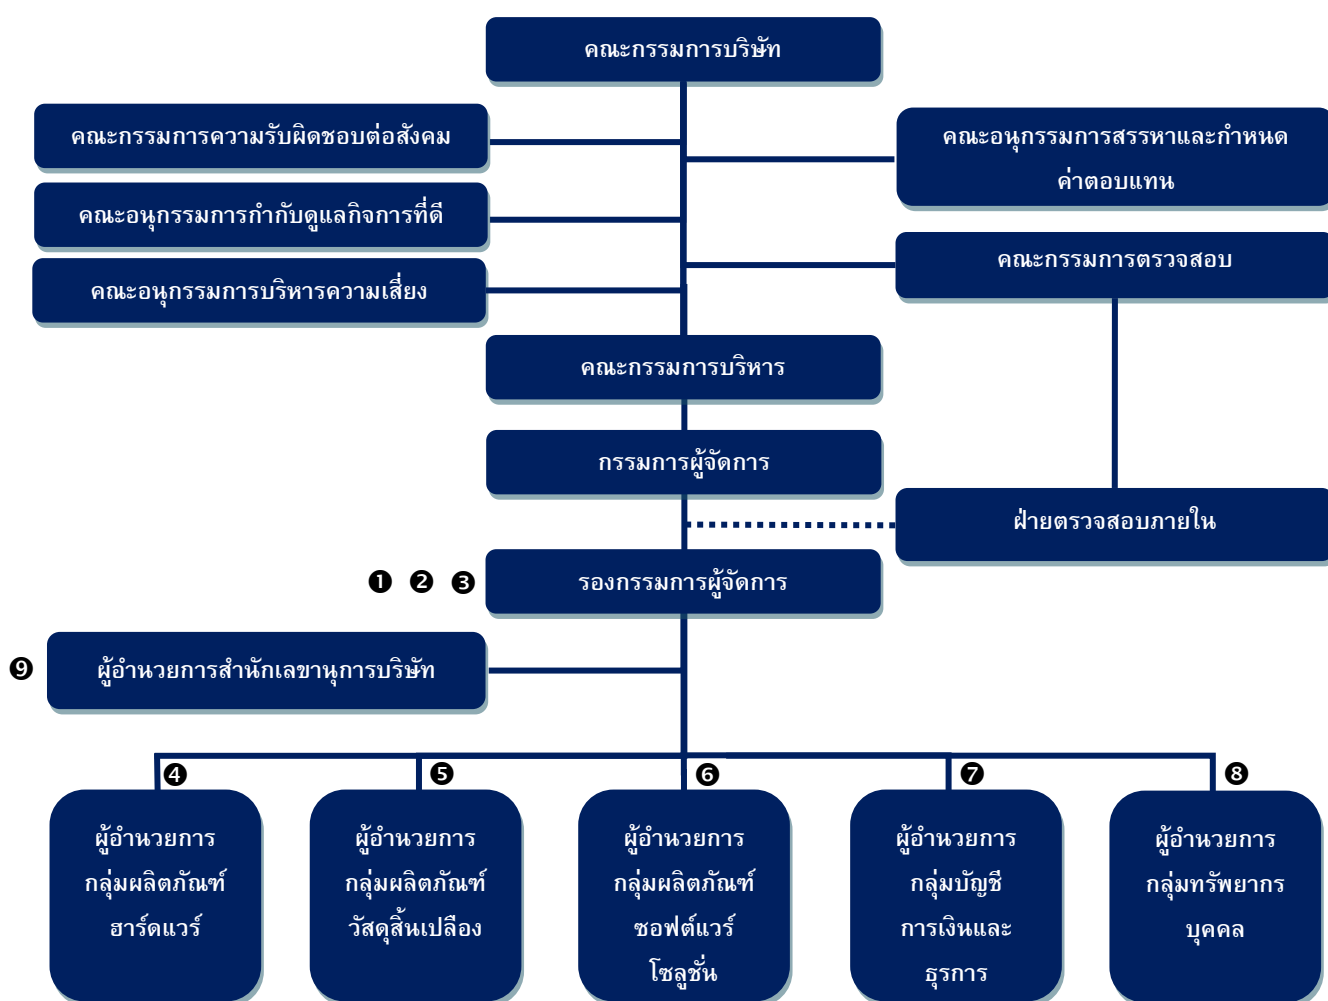 คณะกรรมการบริษัท
คณะกรรมการความรับผิดชอบต่อสังคม
คณะอนุกรรมการสรรหาและกำหนด
ค่าตอบแทน
คณะอนุกรรมการกำกับดูแลกิจการที่ดี
คณะกรรมการตรวจสอบ
คณะอนุกรรมการบริหารความเสี่ยง
คณะกรรมการบริหาร
กรรมการผู้จัดการ
ฝ่ายตรวจสอบภายใน
❶ ❷ ❸ รองกรรมการผู้จัดการ
❾ ผู้อำนวยการสำนักเลขานุการบริษัท
❹
ผู้อำนวยการ
กลุ่มผลิตภัณฑ์
ฮาร์ดแวร์
❺
ผู้อำนวยการ
กลุ่มผลิตภัณฑ์
วัสดุสิ้นเปลือง
❻
ผู้อำนวยการ
กลุ่มผลิตภัณฑ์
ซอฟต์แวร์
โซลูชั่น
❼
ผู้อำนวยการ
กลุ่มบัญชี
การเงินและ
ธุรการ
❽
ผู้อำนวยการ
กลุ่มทรัพยากร
บุคคล